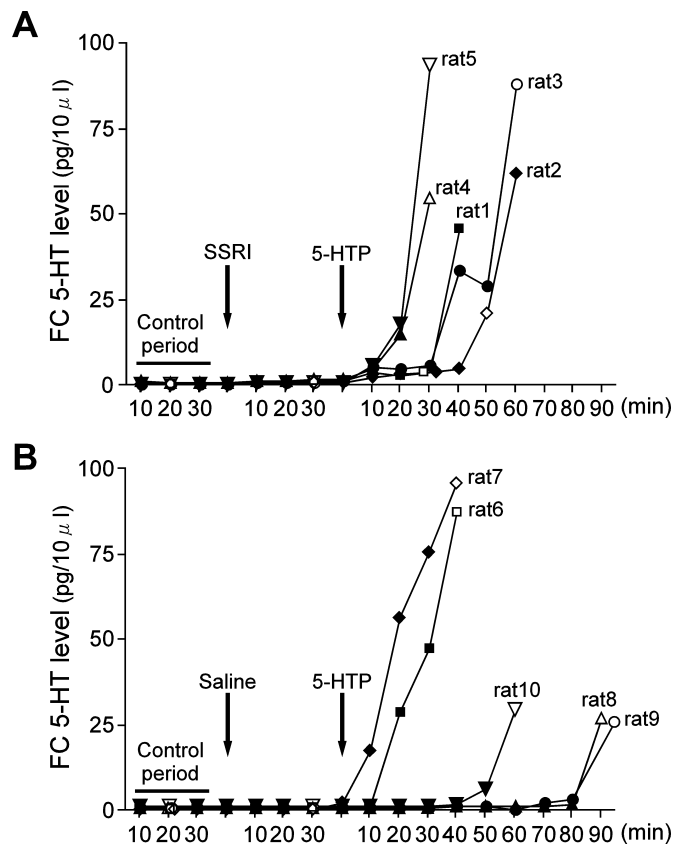 A
FC 5-HT level (pg/10 μl)
100
75
50
25
0
rat5
rat3
rat4
rat2
rat1
SSRI
5-HTP
Control
period
10 20 30 10 20 30 10 20 30 40 50 60 70 80 90 (min)
B
FC 5-HT level (pg/10 μl)
100
75
50
25
0
rat7
rat6
Saline
5-HTP
rat10
rat8
rat9
Control
period
10 20 30 10 20 30 10 20 30 40 50 60 70 80 90 (min)